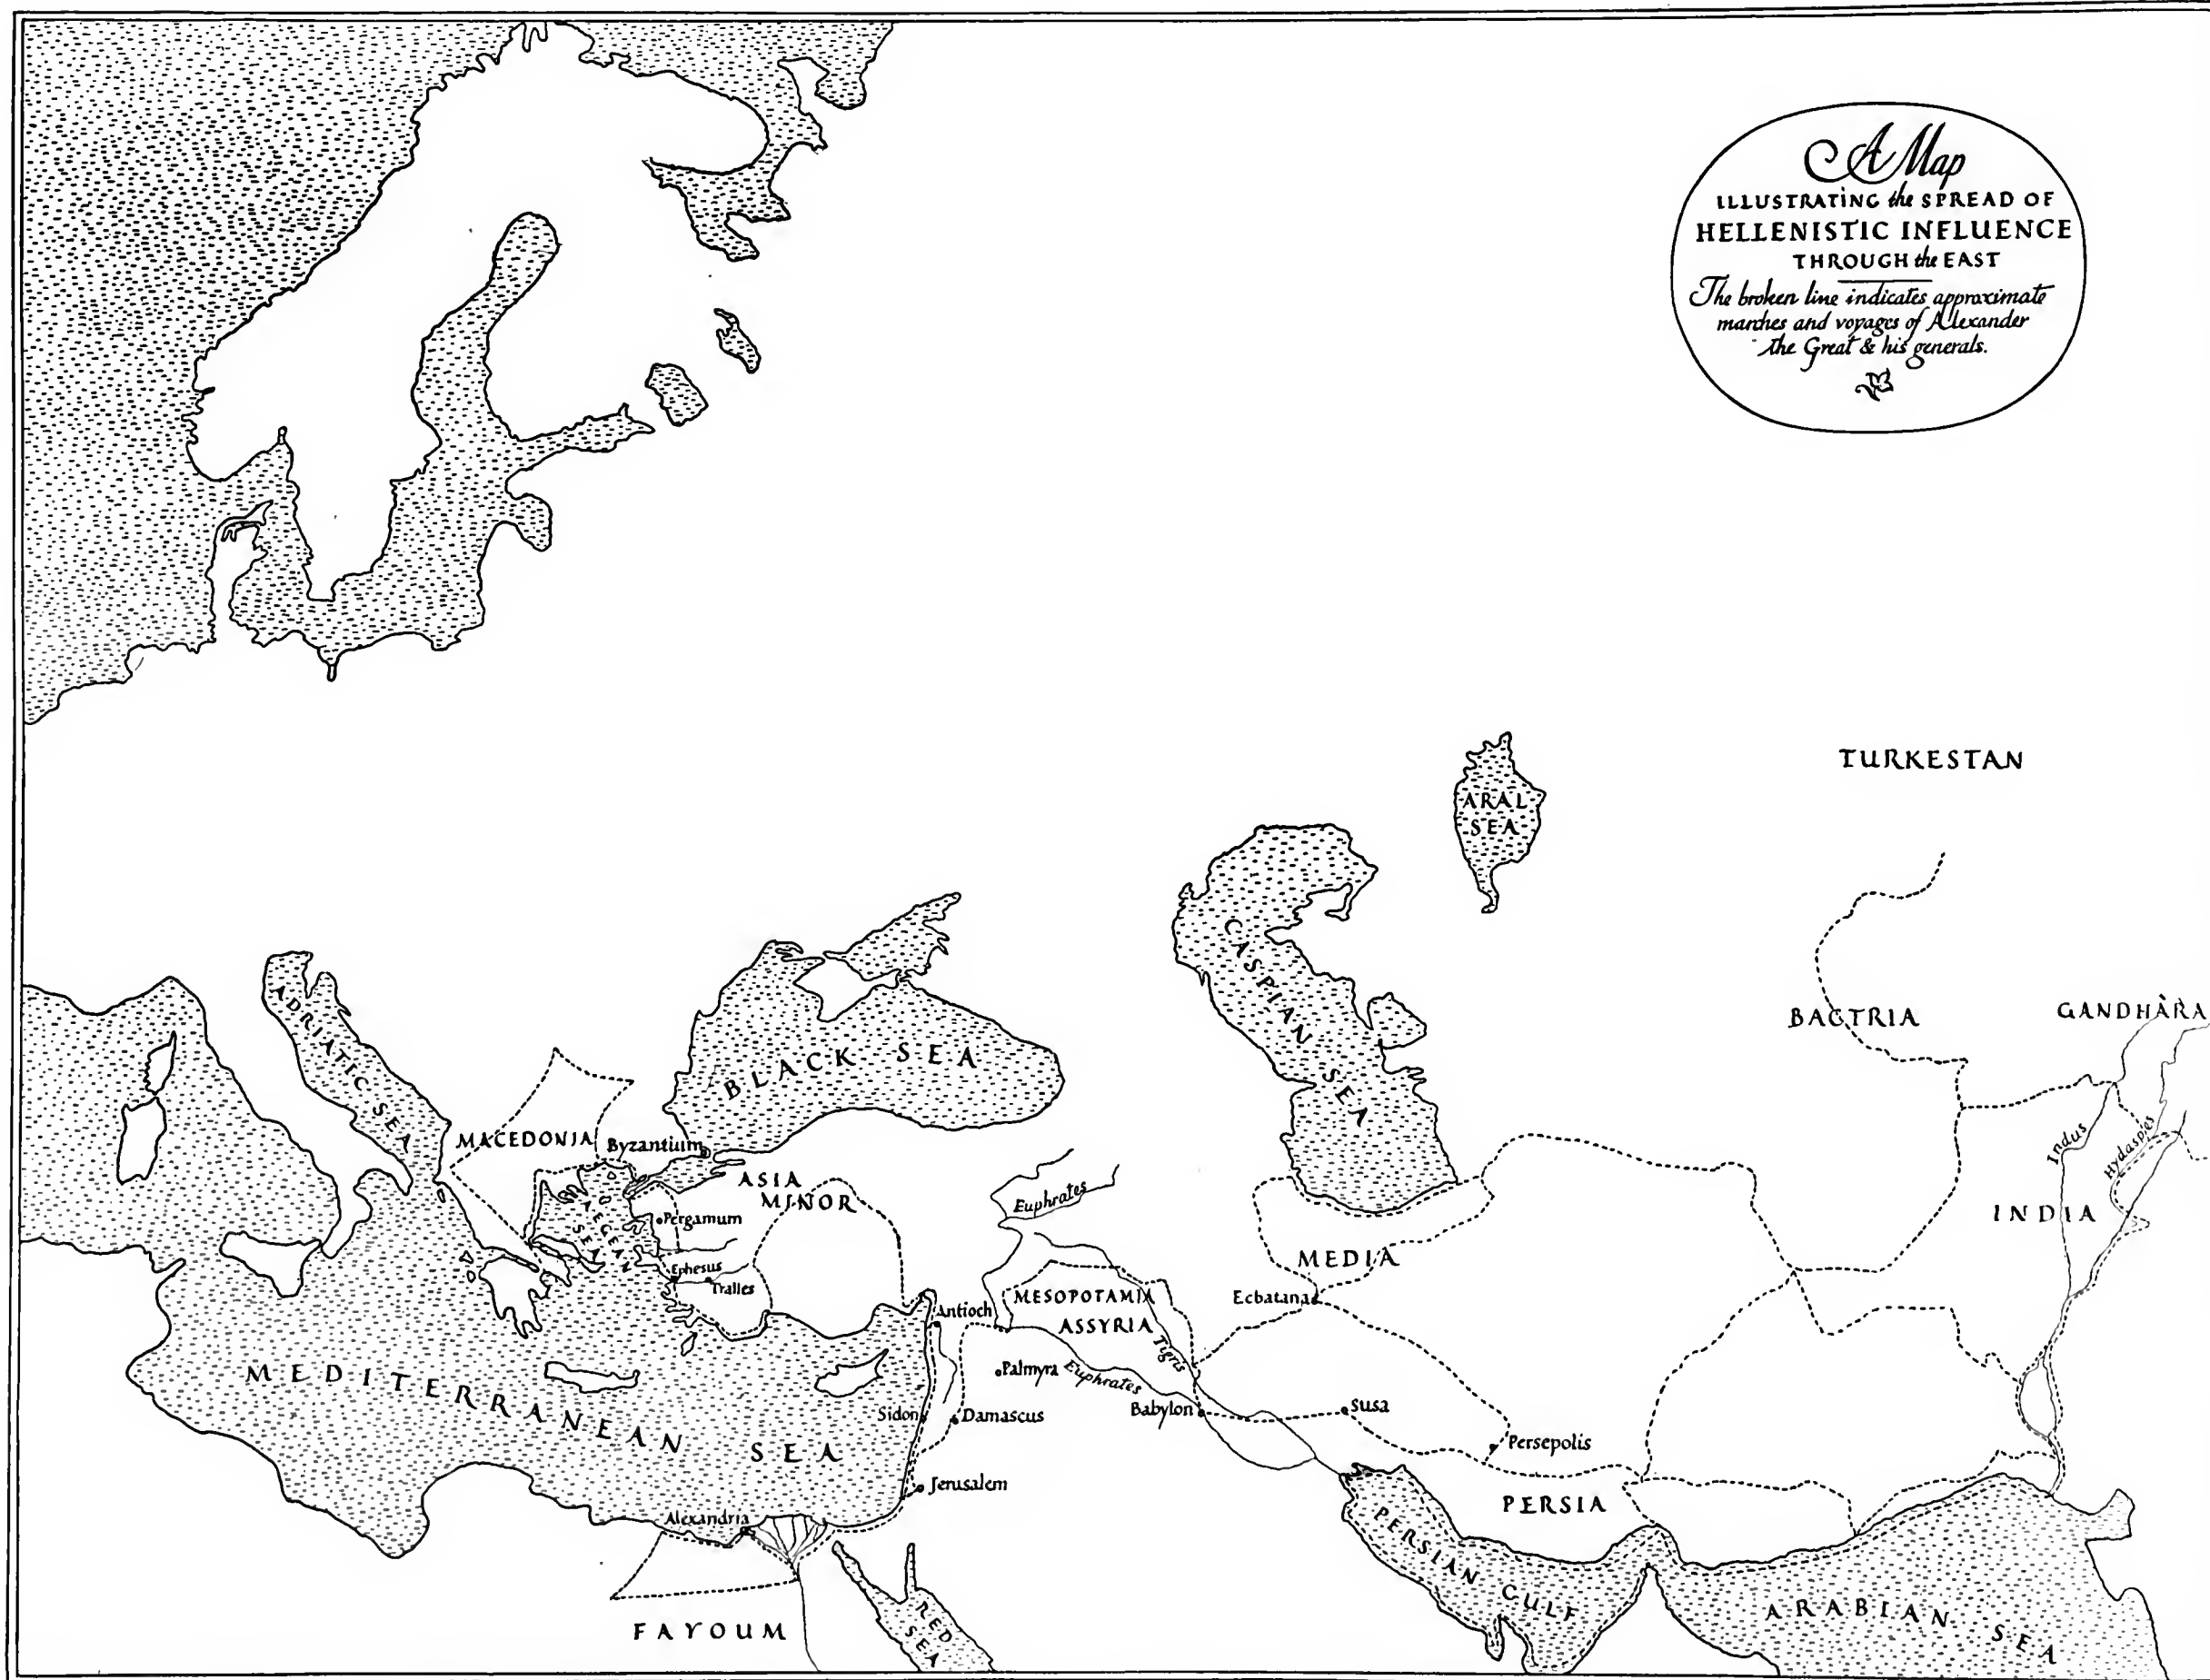 A Map
ILLUSTRATING the SPREAD OF
HELLENISTIC INFLUENCE
THROUGH the EAST
The broken line indicates approximate
marches and voyages of Alexander
the Great & his generals.
TURKESTAN
ARAL
SEA
CASPIAN SEA
BACTRIA
GANDHÀRA
ADRIATIC SEA
BLACK SEA
MACEDONIA
Byzantium
ASIA
MINOR
AEGEAN
SEA
Pergamum
Ephesus
Tralles
Euphrates
Indus
Hydaspes
INDIA
MEDIA
Ecbatana
MESOPOTAMIA
ASSYRIA
Tigris
Antioch
Palmyra
Euphrates
MEDITERRANEAN SEA
Sidon
Damascus
Babylon
Susa
Persepolis
Jerusalem
PERSIA
Alexandria
PERSIAN GULF
FAYOUM
RED
SEA
ARABIAN SEA